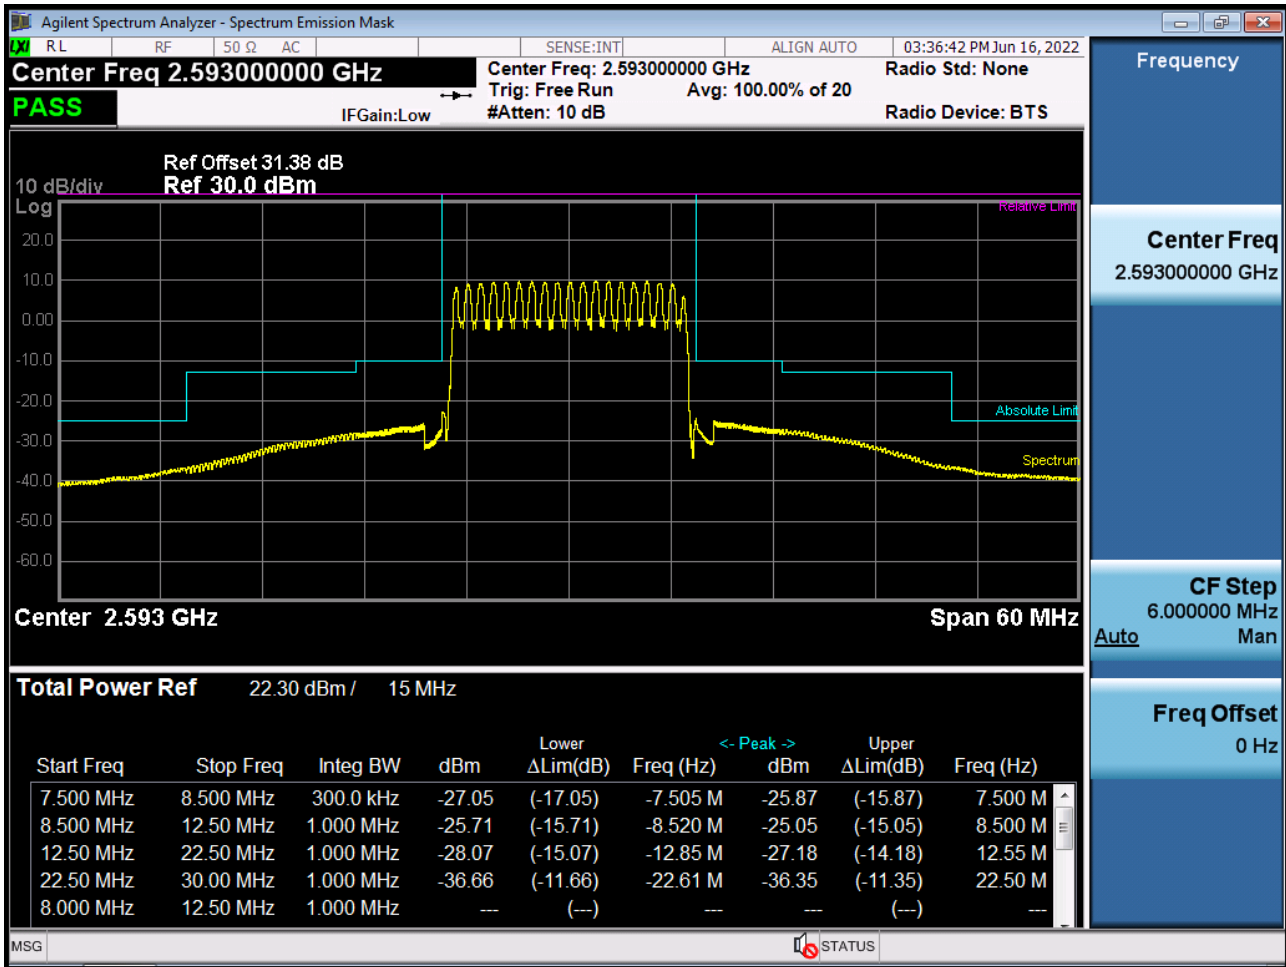 Agilent Spectrum Analyzer - Spectrum Emission Mask
LXI RL RF 50 Ω AC SENSE:INT ALIGN AUTO 03:36:42 PM Jun 16, 2022
Center Freq 2.593000000 GHz
PASS
IFGain:Low
Center Freq: 2.593000000 GHz
Trig: Free Run Avg: 100.00% of 20
#Atten: 10 dB
Radio Std: None
Radio Device: BTS
Ref Offset 31.38 dB
10 dB/div Ref 30.0 dBm
Log
Relative Limit
20.0
10.0
0.00
-10.0
-20.0
Absolute Limit
-30.0
Spectrum
-40.0
-50.0
-60.0
Center 2.593 GHz Span 60 MHz
Total Power Ref 22.30 dBm / 15 MHz
Lower <- Peak -> Upper
Start Freq Stop Freq Integ BW dBm ΔLim(dB) Freq (Hz) dBm ΔLim(dB) Freq (Hz)
7.500 MHz 8.500 MHz 300.0 kHz -27.05 (-17.05) -7.505 M -25.87 (-15.87) 7.500 M
8.500 MHz 12.50 MHz 1.000 MHz -25.71 (-15.71) -8.520 M -25.05 (-15.05) 8.500 M
12.50 MHz 22.50 MHz 1.000 MHz -28.07 (-15.07) -12.85 M -27.18 (-14.18) 12.55 M
22.50 MHz 30.00 MHz 1.000 MHz -36.66 (-11.66) -22.61 M -36.35 (-11.35) 22.50 M
8.000 MHz 12.50 MHz 1.000 MHz --- (---) --- --- (---) ---
MSG STATUS
Frequency
Center Freq
2.593000000 GHz
CF Step
6.000000 MHz
Auto Man
Freq Offset
0 Hz